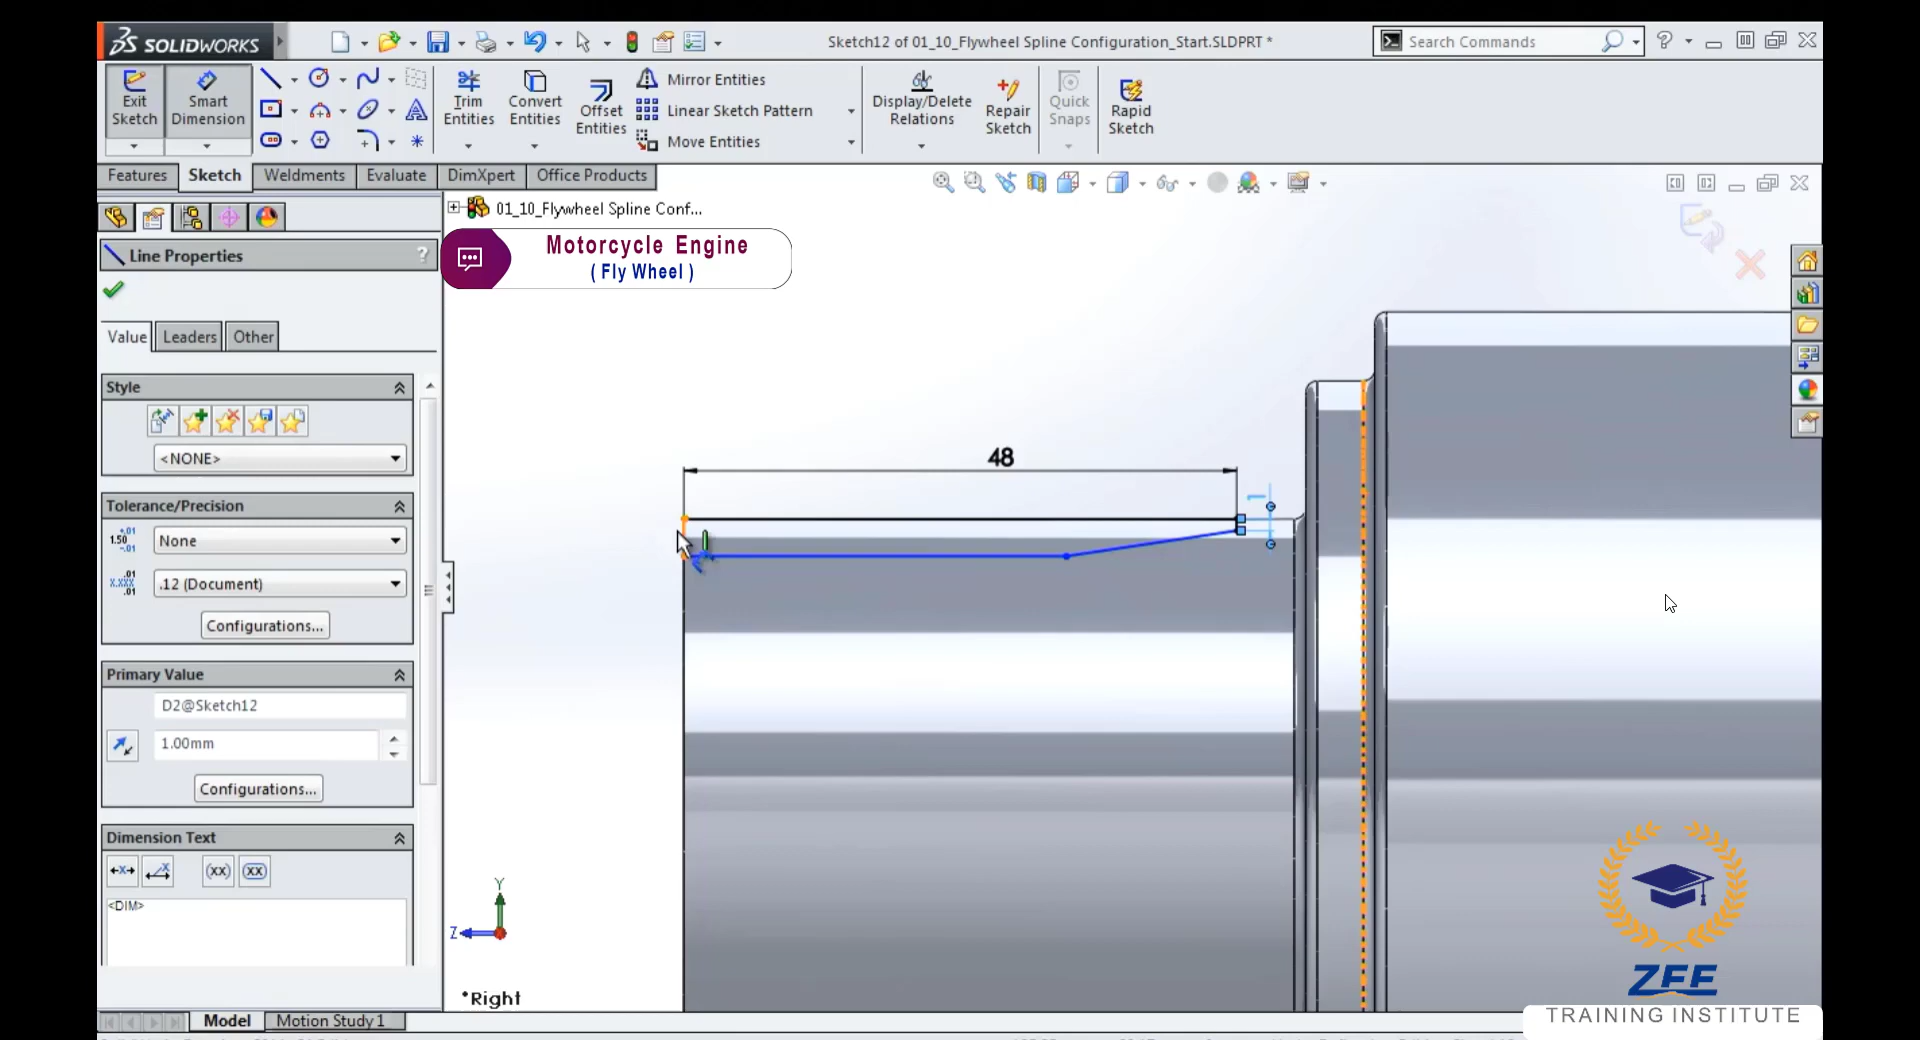 SOLIDWORKS
Sketch12 of 01_10_Flywheel Spline Configuration_Start.SLDPRT *
Search Commands
Exit Sketch
Smart Dimension
Trim Entities
Convert Entities
Offset Entities
Mirror Entities
Linear Sketch Pattern
Move Entities
Display/Delete Relations
Repair Sketch
Quick Snaps
Rapid Sketch
Features
Sketch
Weldments
Evaluate
DimXpert
Office Products
01_10_Flywheel Spline Conf...
Motorcycle Engine
( Fly Wheel )
Line Properties
?
Value
Leaders
Other
Style
<NONE>
Tolerance/Precision
None
.12 (Document)
Configurations...
Primary Value
D2@Sketch12
1.00mm
Configurations...
Dimension Text
(xx)
(xx)
<DIM>
48
1
Y
Z
*Right
Model
Motion Study 1
ZEE
TRAINING INSTITUTE